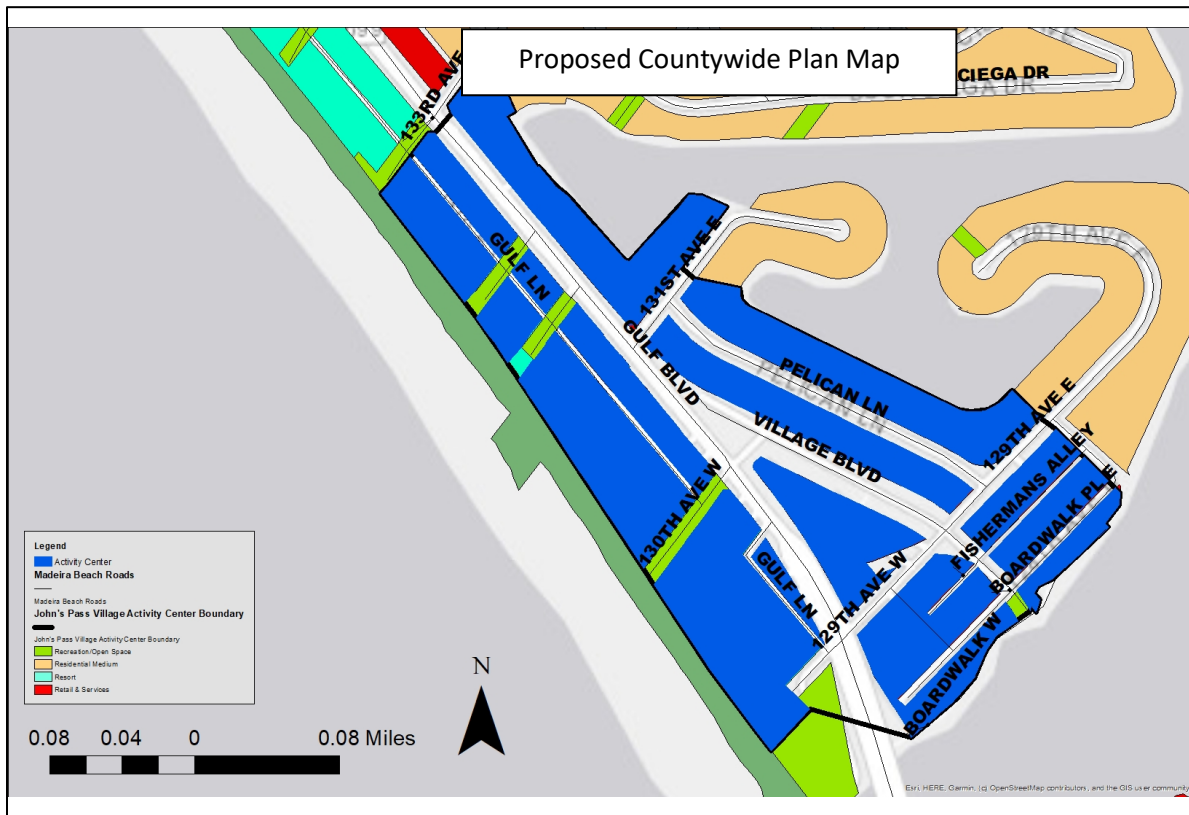 Proposed Countywide Plan Map
CIEGA DR
133RD AVE
GULF LN
131ST AVE E
GULF BLVD
PELICAN LN
PELICAN LN
VILLAGE BLVD
129TH AVE E
129TH AVE E
FISHERMANS ALLEY
BOARDWALK PL E
130TH AVE W
GULF LN
129TH AVE W
BOARDWALK W
Legend
Activity Center
Madeira Beach Roads
Madeira Beach Roads
John's Pass Village Activity Center Boundary
John's Pass Village Activity Center Boundary
Recreation/Open Space
Residential Medium
Resort
Retail & Services
N
0.08 0.04 0 0.08 Miles
Esri, HERE, Garmin, (c) OpenStreetMap contributors, and the GIS user community